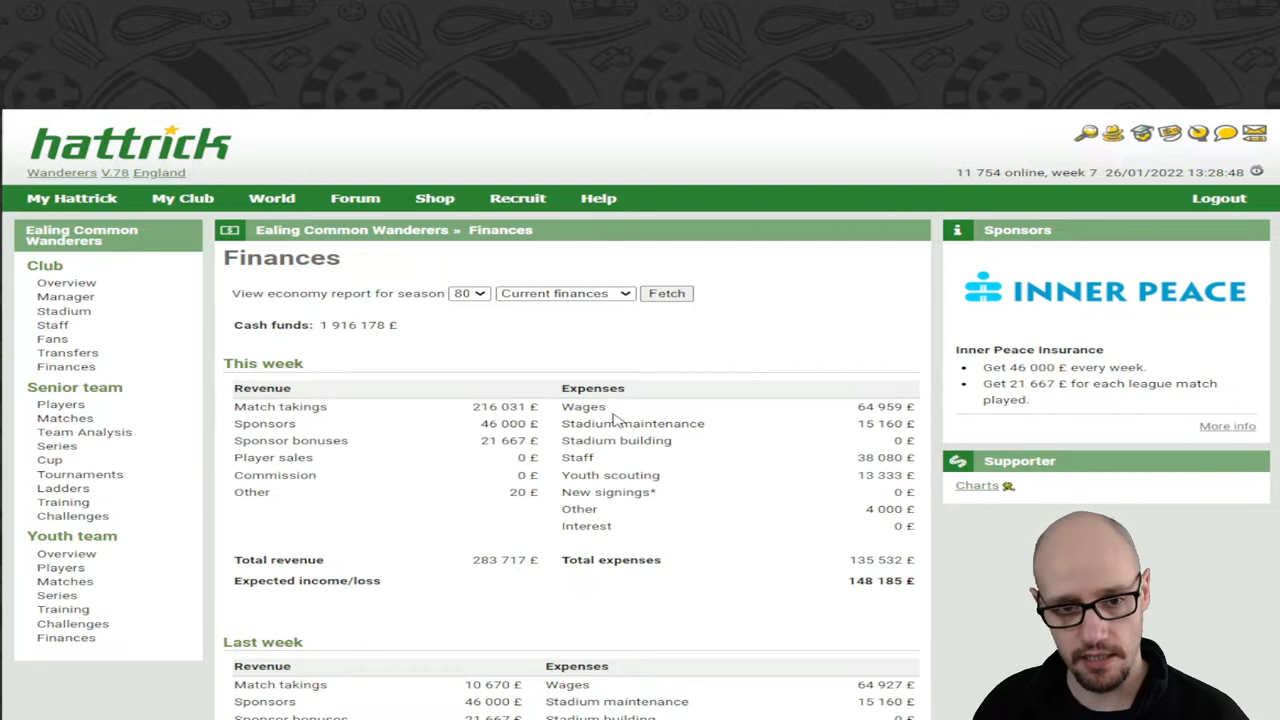 hattrick
Wanderers V.78 England
11 754 online, week 7 26/01/2022 13:28:48
My Hattrick My Club World Forum Shop Recruit Help Logout
Ealing Common
Wanderers
Club
Overview
Manager
Stadium
Staff
Fans
Transfers
Finances
Senior team
Players
Matches
Team Analysis
Series
Cup
Tournaments
Ladders
Training
Challenges
Youth team
Overview
Players
Matches
Series
Training
Challenges
Finances
Ealing Common Wanderers » Finances
Finances
View economy report for season 80 Current finances Fetch
Cash funds: 1 916 178 £
This week
Revenue Expenses
Match takings 216 031 £ Wages 64 959 £
Sponsors 46 000 £ Stadium maintenance 15 160 £
Sponsor bonuses 21 667 £ Stadium building 0 £
Player sales 0 £ Staff 38 080 £
Commission 0 £ Youth scouting 13 333 £
Other 20 £ New signings* 0 £
Other 4 000 £
Interest 0 £
Total revenue 283 717 £ Total expenses 135 532 £
Expected income/loss 148 185 £
Last week
Revenue Expenses
Match takings 10 670 £ Wages 64 927 £
Sponsors 46 000 £ Stadium maintenance 15 160 £
Sponsor bonuses 21 667 £ Stadium building 0 £
Sponsors
INNER PEACE
Inner Peace Insurance
Get 46 000 £ every week.
Get 21 667 £ for each league match
played.
More info
Supporter
Charts